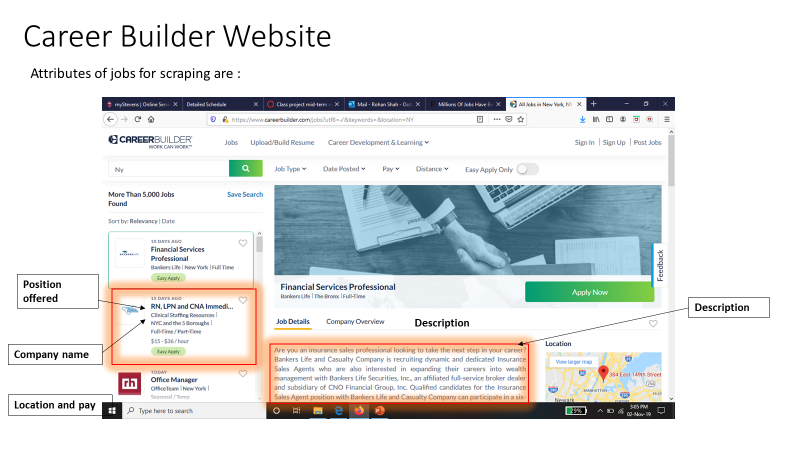 Career Builder Website
Attributes of jobs for scraping are :
myStevens | Online Serv
Detailed Schedule
Class project mid-term
Mail - Rohan Shah - Out
Millions Of Jobs Have B
All Jobs in New York, NY
https://www.careerbuilder.com/jobs?utf8=✓&keywords=&location=NY
CAREERBUILDER
WORK CAN WORK
Jobs Upload/Build Resume Career Development & Learning
Sign In | Sign Up | Post Jobs
Ny
Job Type Date Posted Pay Distance Easy Apply Only
More Than 5,000 Jobs
Found
Save Search
Sort by: Relevancy | Date
10 DAYS AGO
Financial Services
Professional
Bankers Life | New York | Full Time
Easy Apply
15 DAYS AGO
RN, LPN and CNA Immedi...
Clinical Staffing Resources |
NYC and the 5 Boroughs |
Full-Time / Part-Time
$15 - $36 / hour
Easy Apply
TODAY
rh
Office Manager
OfficeTeam | New York |
Seasonal / Temp
Financial Services Professional
Bankers Life | The Bronx | Full-Time
Apply Now
Feedback
Job Details Company Overview
Description
Are you an insurance sales professional looking to take the next step in your career?
Bankers Life and Casualty Company is recruiting dynamic and dedicated Insurance
Sales Agents who are also interested in expanding their careers into wealth
management with Bankers Life Securities, Inc., an affiliated full-service broker dealer
and subsidiary of CNO Financial Group, Inc. Qualified candidates for the Insurance
Sales Agent position with Bankers Life and Casualty Company can participate in a six-
Location
View larger map
384 East 149th Street
MANHATTAN
Newark
Position
offered
Company name
Location and pay
Description
Type here to search
29%
3:05 PM
02-Nov-19